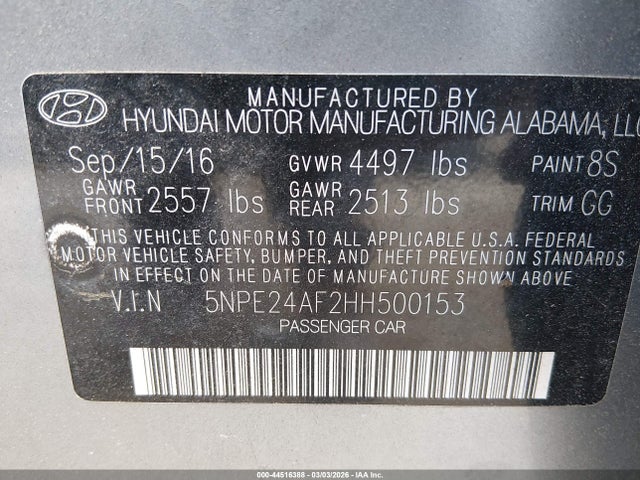 MANUFACTURED BY
HYUNDAI MOTOR MANUFACTURING ALABAMA, LLC
Sep/15/16 GVWR 4497 lbs PAINT 8S
GAWR FRONT 2557 lbs GAWR REAR 2513 lbs TRIM GG
THIS VEHICLE CONFORMS TO ALL APPLICABLE U.S.A. FEDERAL
MOTOR VEHICLE SAFETY, BUMPER, AND THEFT PREVENTION STANDARDS
IN EFFECT ON THE DATE OF MANUFACTURE SHOWN ABOVE
V.I.N 5NPE24AF2HH500153
PASSENGER CAR
000-44516388 - 03/03/2026 - IAA Corp.